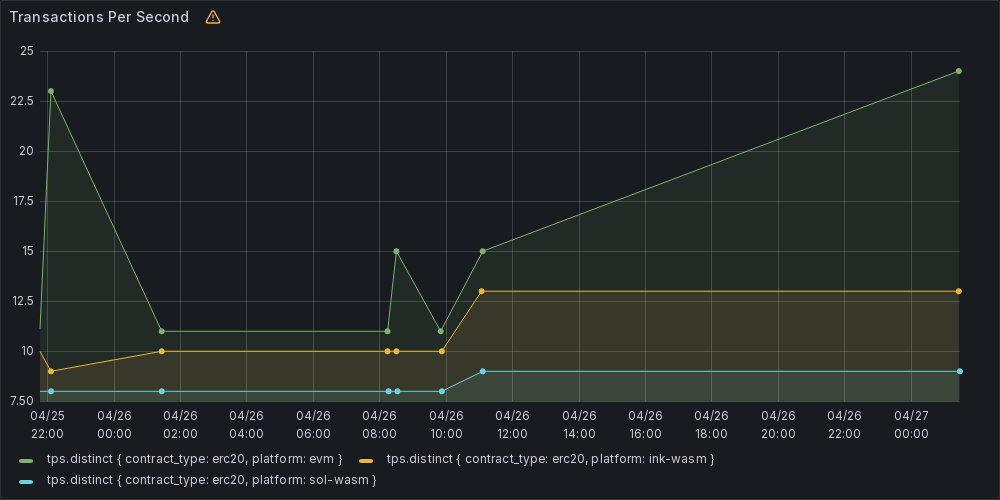 Transactions Per Second
25
22.5
20
17.5
15
12.5
10
7.50
04/25 04/26 04/26 04/26 04/26 04/26 04/26 04/26 04/26 04/26 04/26 04/26 04/26 04/27
22:00 00:00 02:00 04:00 06:00 08:00 10:00 12:00 14:00 16:00 18:00 20:00 22:00 00:00
tps.distinct { contract_type: erc20, platform: evm } tps.distinct { contract_type: erc20, platform: ink-wasm }
tps.distinct { contract_type: erc20, platform: sol-wasm }